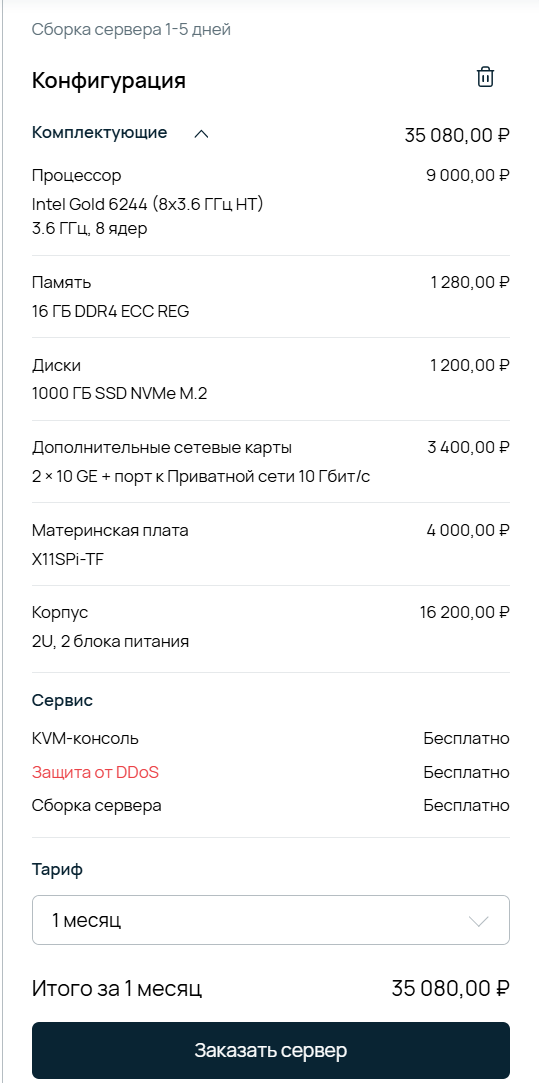 Сборка сервера 1-5 дней
Конфигурация
Комплектующие 35 080,00 ₽
Процессор 9 000,00 ₽
Intel Gold 6244 (8x3.6 ГГц HT)
3.6 ГГц, 8 ядер
Память 1 280,00 ₽
16 ГБ DDR4 ECC REG
Диски 1 200,00 ₽
1000 ГБ SSD NVMe M.2
Дополнительные сетевые карты 3 400,00 ₽
2 × 10 GE + порт к Приватной сети 10 Гбит/с
Материнская плата 4 000,00 ₽
X11SPi-TF
Корпус 16 200,00 ₽
2U, 2 блока питания
Сервис
KVM-консоль Бесплатно
Защита от DDoS Бесплатно
Сборка сервера Бесплатно
Тариф
1 месяц
Итого за 1 месяц 35 080,00 ₽
Заказать сервер